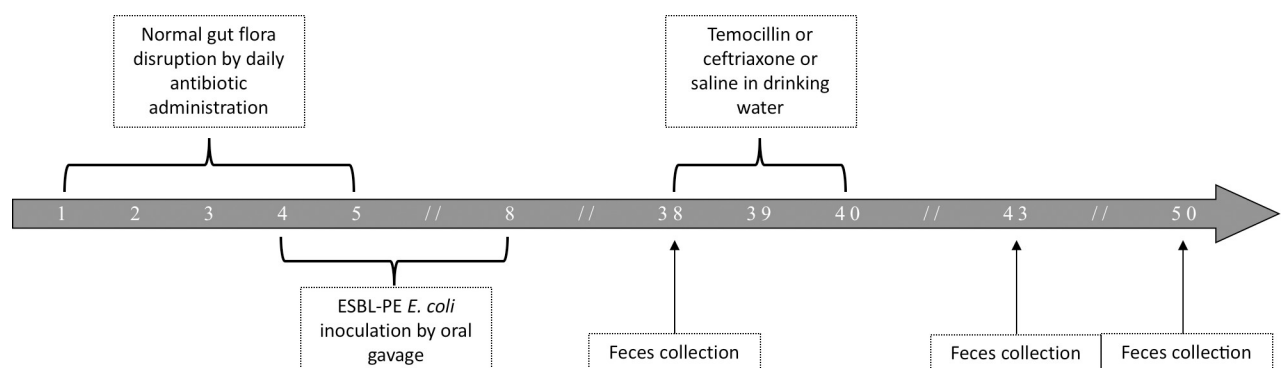 Normal gut flora
disruption by daily
antibiotic
administration
Temocillin or
ceftriaxone or
saline in drinking
water
1 2 3 4 5 // 8 // 38 39 40 // 43 // 50
ESBL-PE E. coli
inoculation by oral
gavage
Feces collection
Feces collection
Feces collection